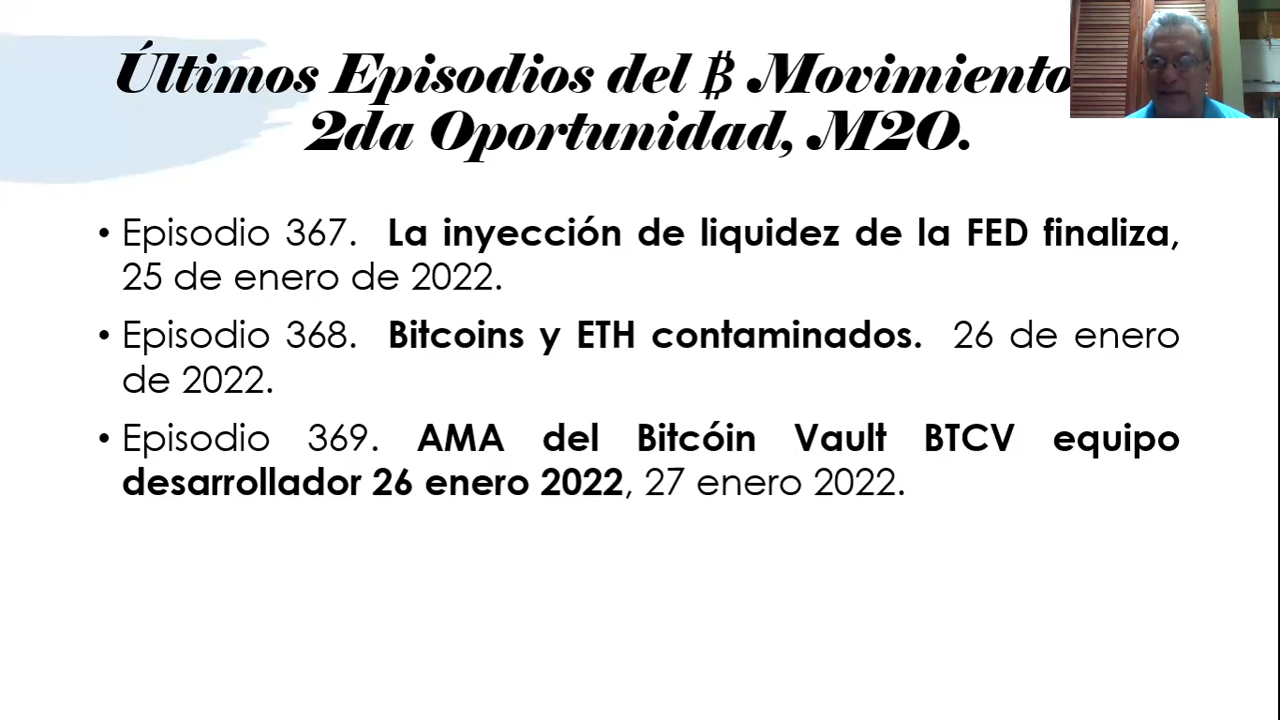 Últimos Episodios del ₿ Movimiento
2da Oportunidad, M2O.
• Episodio 367. La inyección de liquidez de la FED finaliza,
25 de enero de 2022.
• Episodio 368. Bitcoins y ETH contaminados. 26 de enero
de 2022.
• Episodio 369. AMA del Bitcóin Vault BTCV equipo
desarrollador 26 enero 2022, 27 enero 2022.